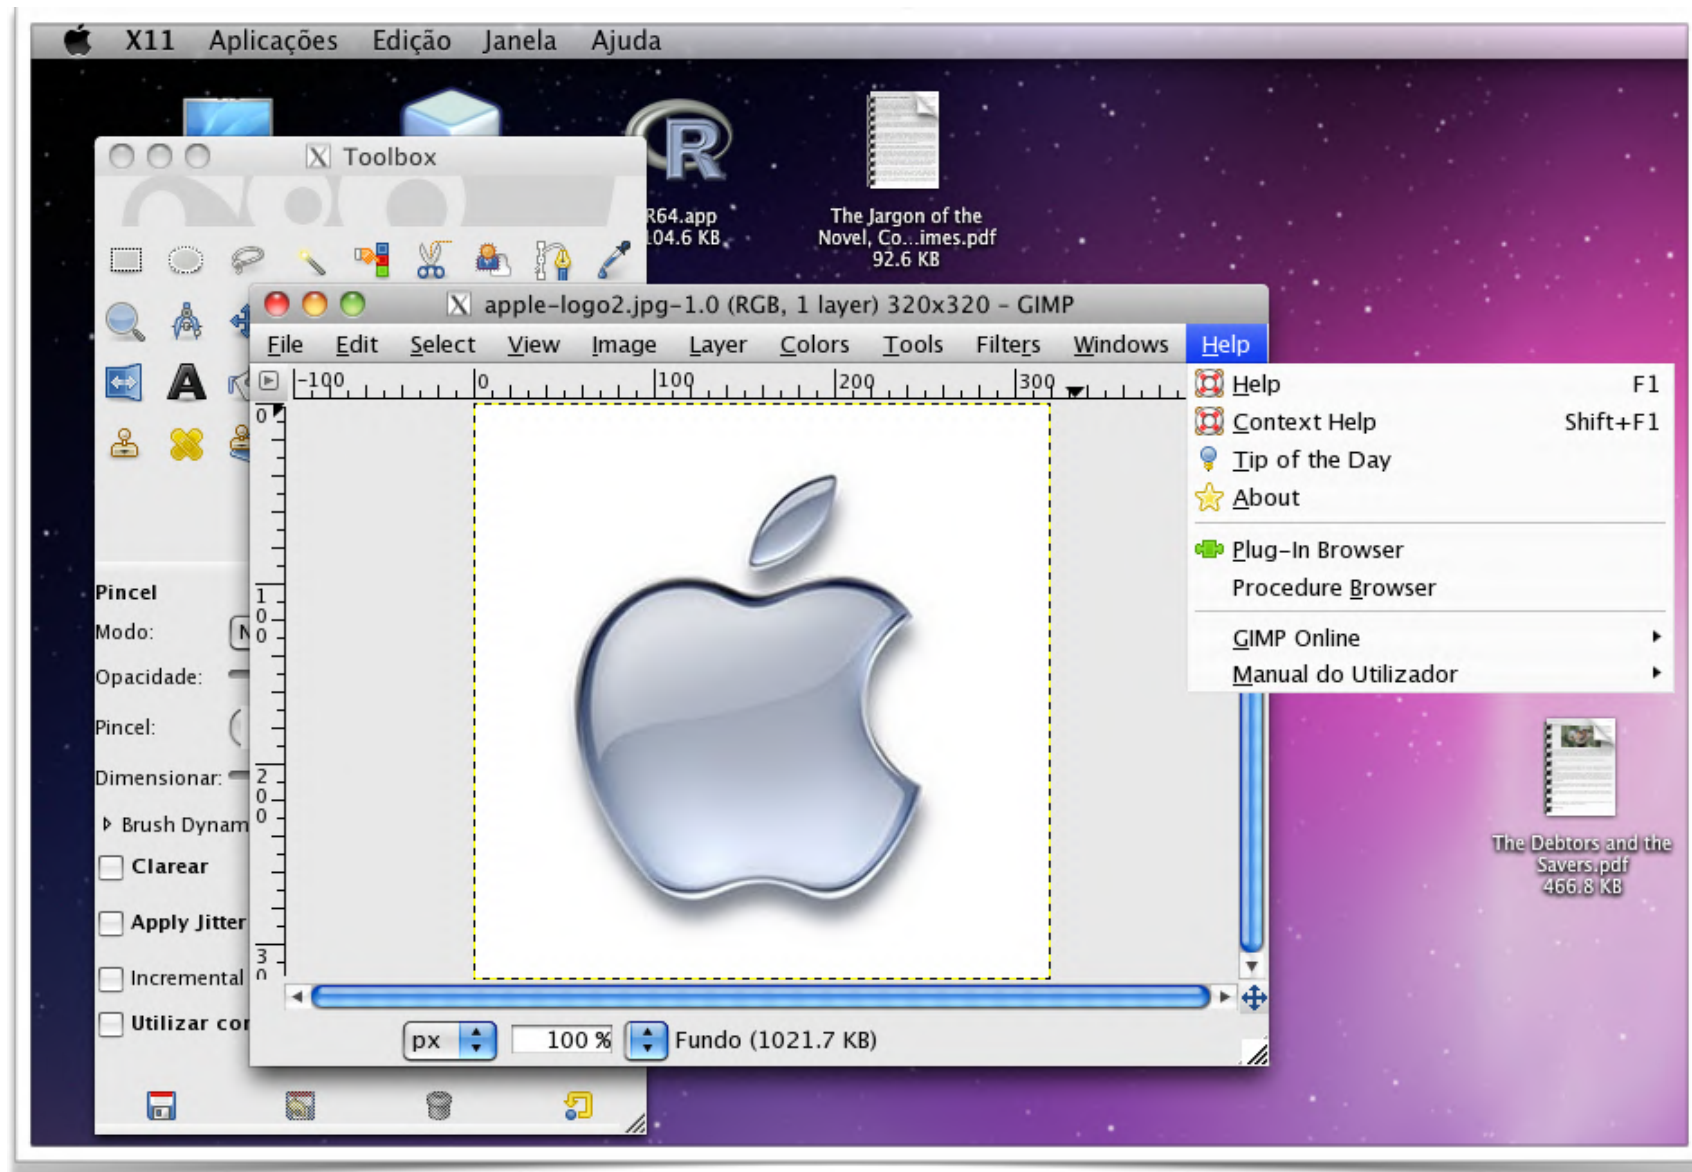 X11 Aplicações Edição Janela Ajuda
X Toolbox
R64.app
104.6 KB
The Jargon of the
Novel, Co...imes.pdf
92.6 KB
X apple-logo2.jpg-1.0 (RGB, 1 layer) 320x320 – GIMP
File Edit Select View Image Layer Colors Tools Filters Windows Help
-100 0 100 200 300
0
100
200
Help F1
Context Help Shift+F1
Tip of the Day
About
Plug-In Browser
Procedure Browser
GIMP Online
Manual do Utilizador
Pincel
Modo: N
Opacidade:
Pincel:
Dimensionar:
Brush Dynam
Clarear
Apply Jitter
Incremental
Utilizar cor
px 100 % Fundo (1021.7 KB)
The Debtors and the
Savers.pdf
466.8 KB